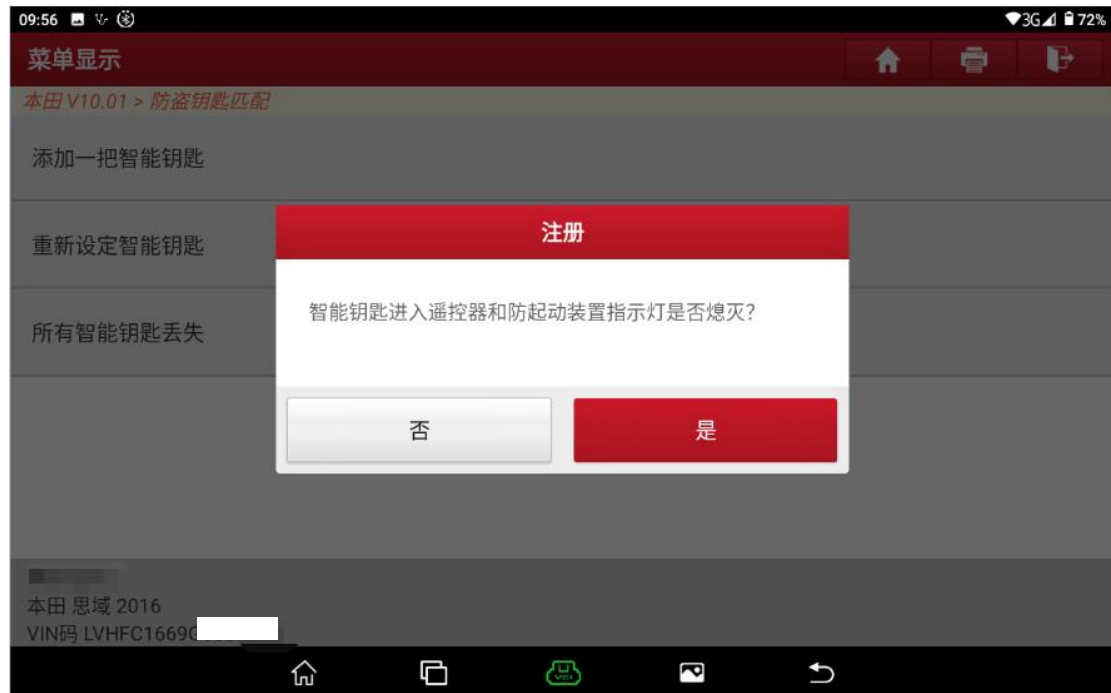 09:56
3G 72%
菜单显示
本田 V10.01 > 防盗钥匙匹配
添加一把智能钥匙
重新设定智能钥匙
所有智能钥匙丢失
注册
智能钥匙进入遥控器和防起动装置指示灯是否熄灭?
否
是
本田 思域 2016
VIN码 LVHFC1669
VCI